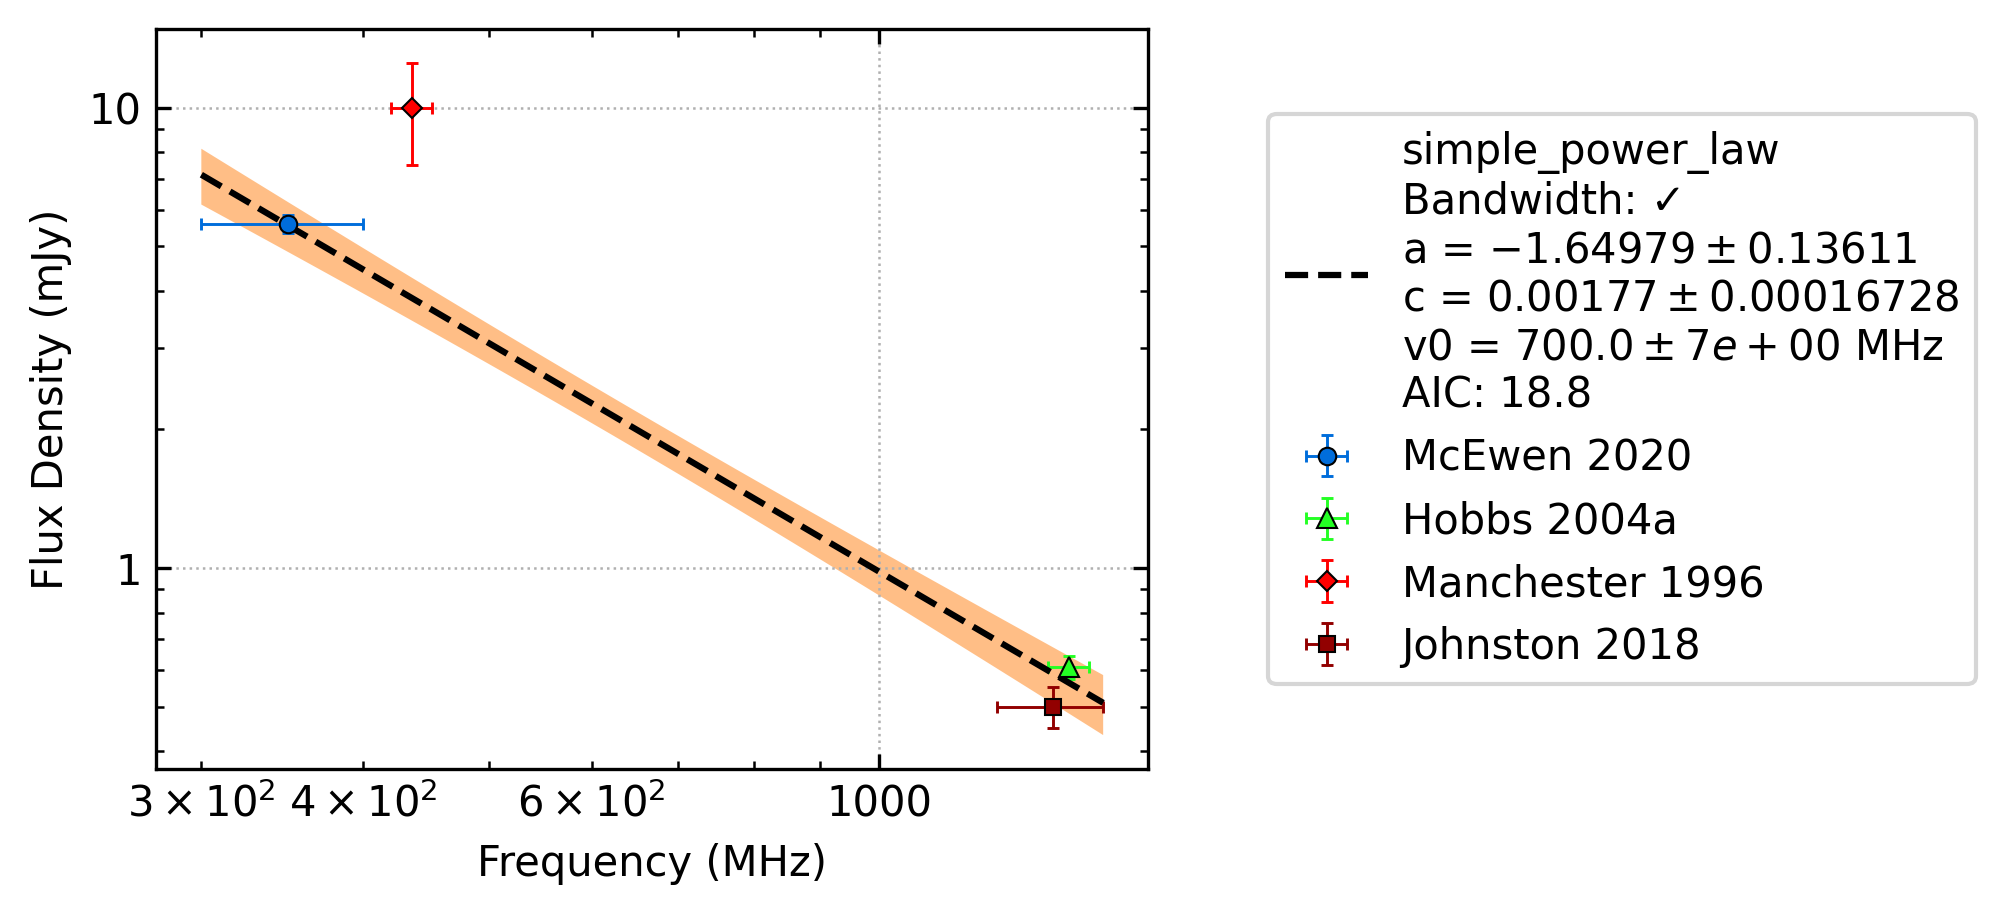 10
1
Flux Density (mJy)
3 × 10² 4 × 10² 6 × 10² 1000
Frequency (MHz)
simple_power_law
Bandwidth: ✓
a = −1.64979 ± 0.13611
c = 0.00177 ± 0.00016728
v0 = 700.0 ± 7e + 00 MHz
AIC: 18.8
McEwen 2020
Hobbs 2004a
Manchester 1996
Johnston 2018